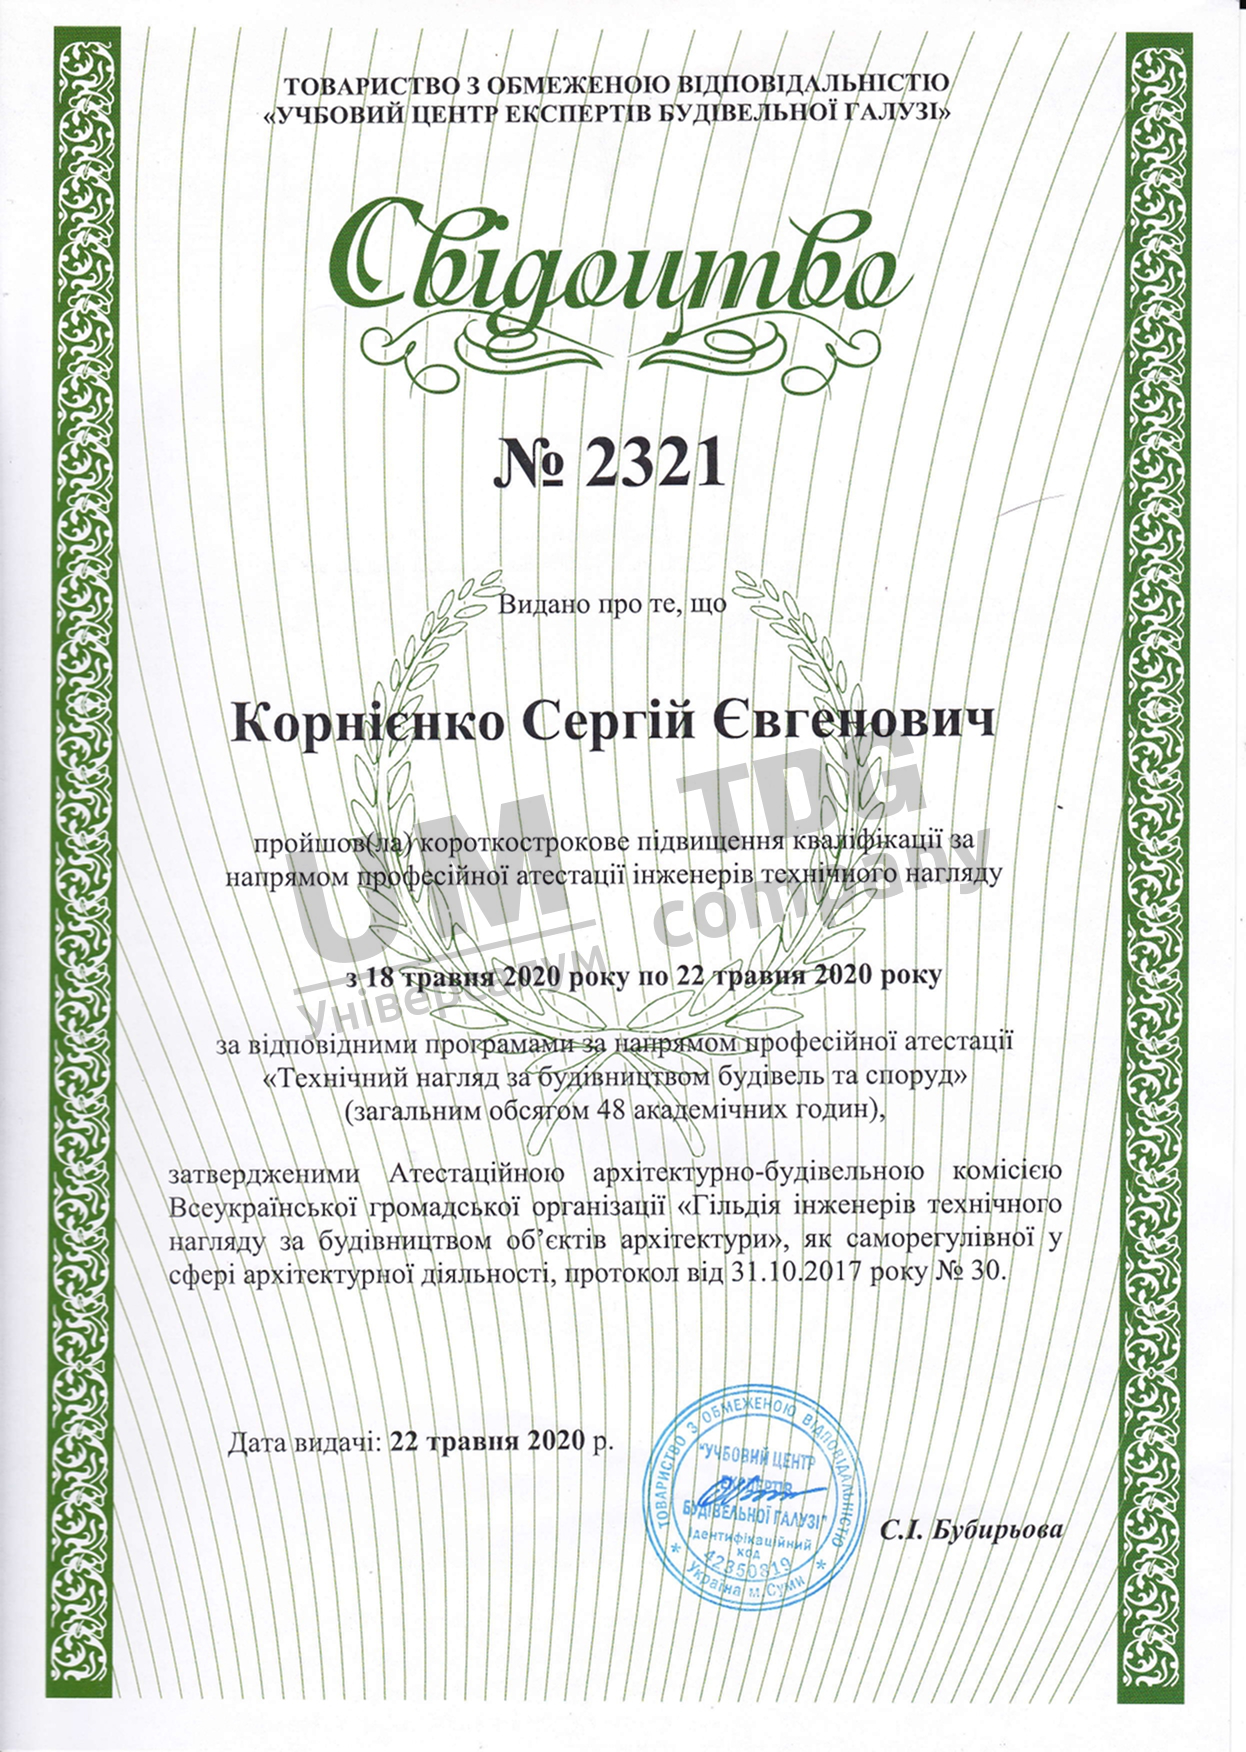 ТОВАРИСТВО З ОБМЕЖЕНОЮ ВІДПОВІДАЛЬНІСТЮ
«УЧБОВИЙ ЦЕНТР ЕКСПЕРТІВ БУДІВЕЛЬНОЇ ГАЛУЗІ»
Свідоцтво
№ 2321
Видано про те, що
Корнієнко Сергій Євгенович
пройшов(ла) короткострокове підвищення кваліфікації за
напрямом професійної атестації інженерів технічного нагляду
UM TDG
company
Універсалум
з 18 травня 2020 року по 22 травня 2020 року
за відповідними програмами за напрямом професійної атестації
«Технічний нагляд за будівництвом будівель та споруд»
(загальним обсягом 48 академічних годин),
затвердженими Атестаційною архітектурно-будівельною комісією
Всеукраїнської громадської організації «Гільдія інженерів технічного
нагляду за будівництвом об’єктів архітектури», як саморегулівної у
сфері архітектурної діяльності, протокол від 31.10.2017 року № 30.
Дата видачі: 22 травня 2020 р.
ТОВАРИСТВО З ОБМЕЖЕНОЮ ВІДПОВІДАЛЬНІСТЮ
"УЧБОВИЙ ЦЕНТР
ЕКСПЕРТІВ
БУДІВЕЛЬНОЇ ГАЛУЗІ"
Ідентифікаційний
код
42350819
Україна м.Суми
С.І. Бубирьова